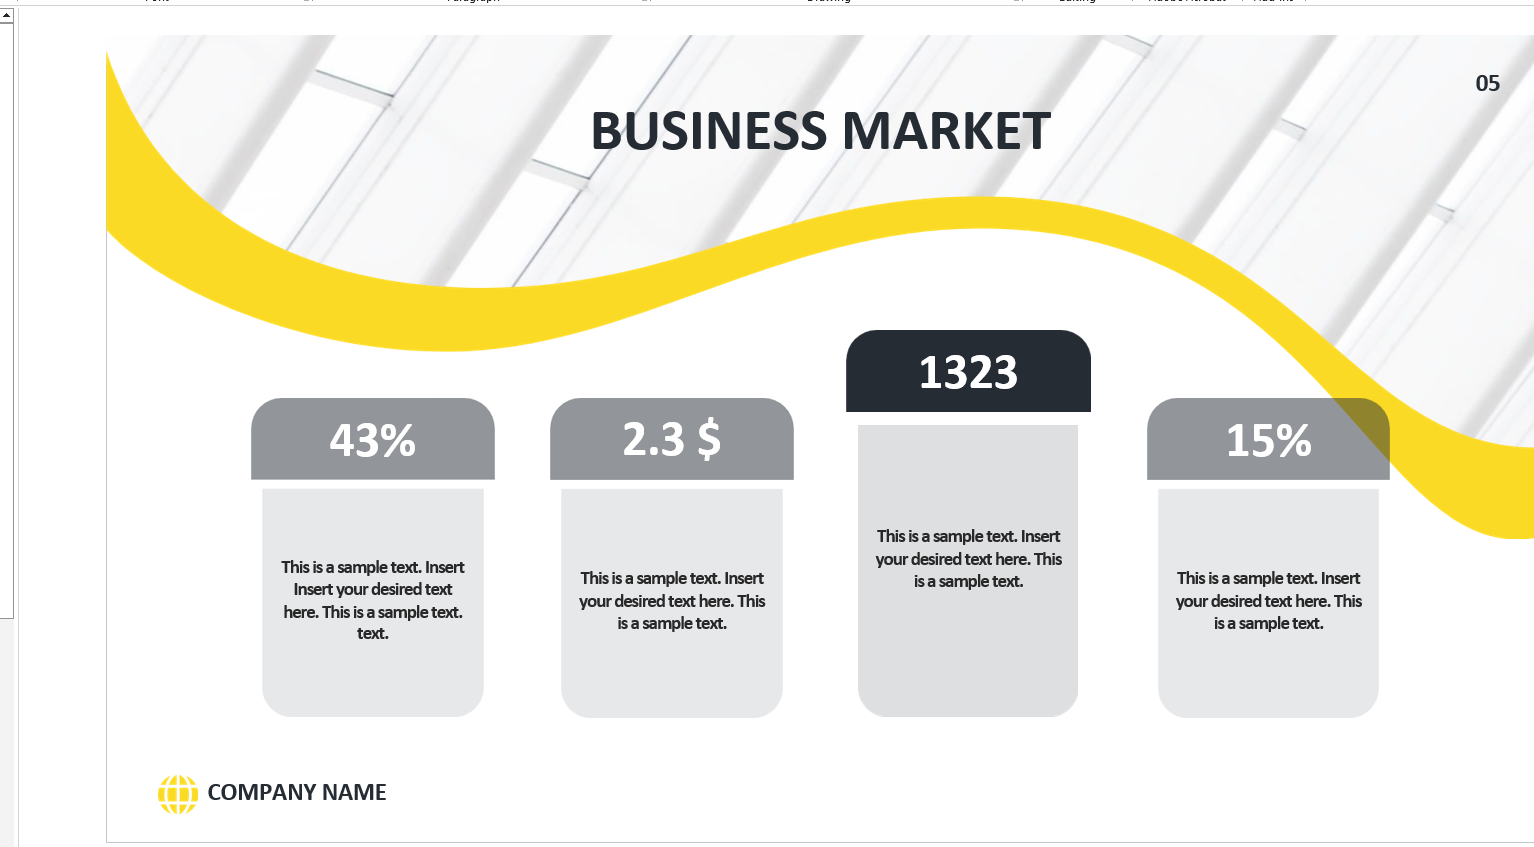 05
BUSINESS MARKET
43%
This is a sample text. Insert
Insert your desired text
here. This is a sample text.
text.
2.3 $
This is a sample text. Insert
your desired text here. This
is a sample text.
1323
This is a sample text. Insert
your desired text here. This
is a sample text.
15%
This is a sample text. Insert
your desired text here. This
is a sample text.
COMPANY NAME